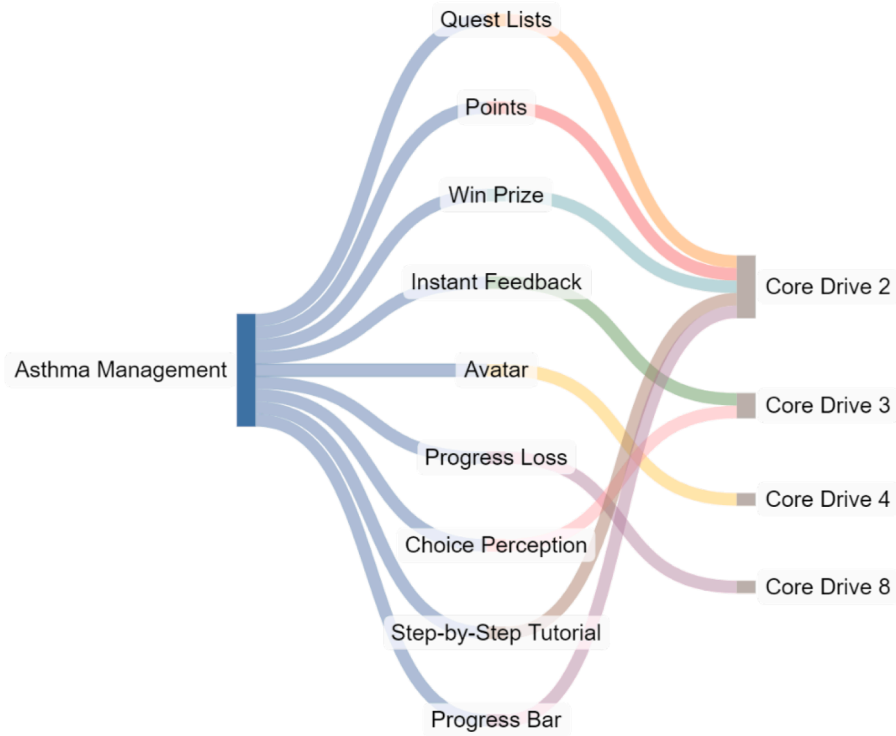 Quest Lists
Points
Win Prize
Instant Feedback
Avatar
Progress Loss
Choice Perception
Step-by-Step Tutorial
Progress Bar
Asthma Management
Core Drive 2
Core Drive 3
Core Drive 4
Core Drive 8